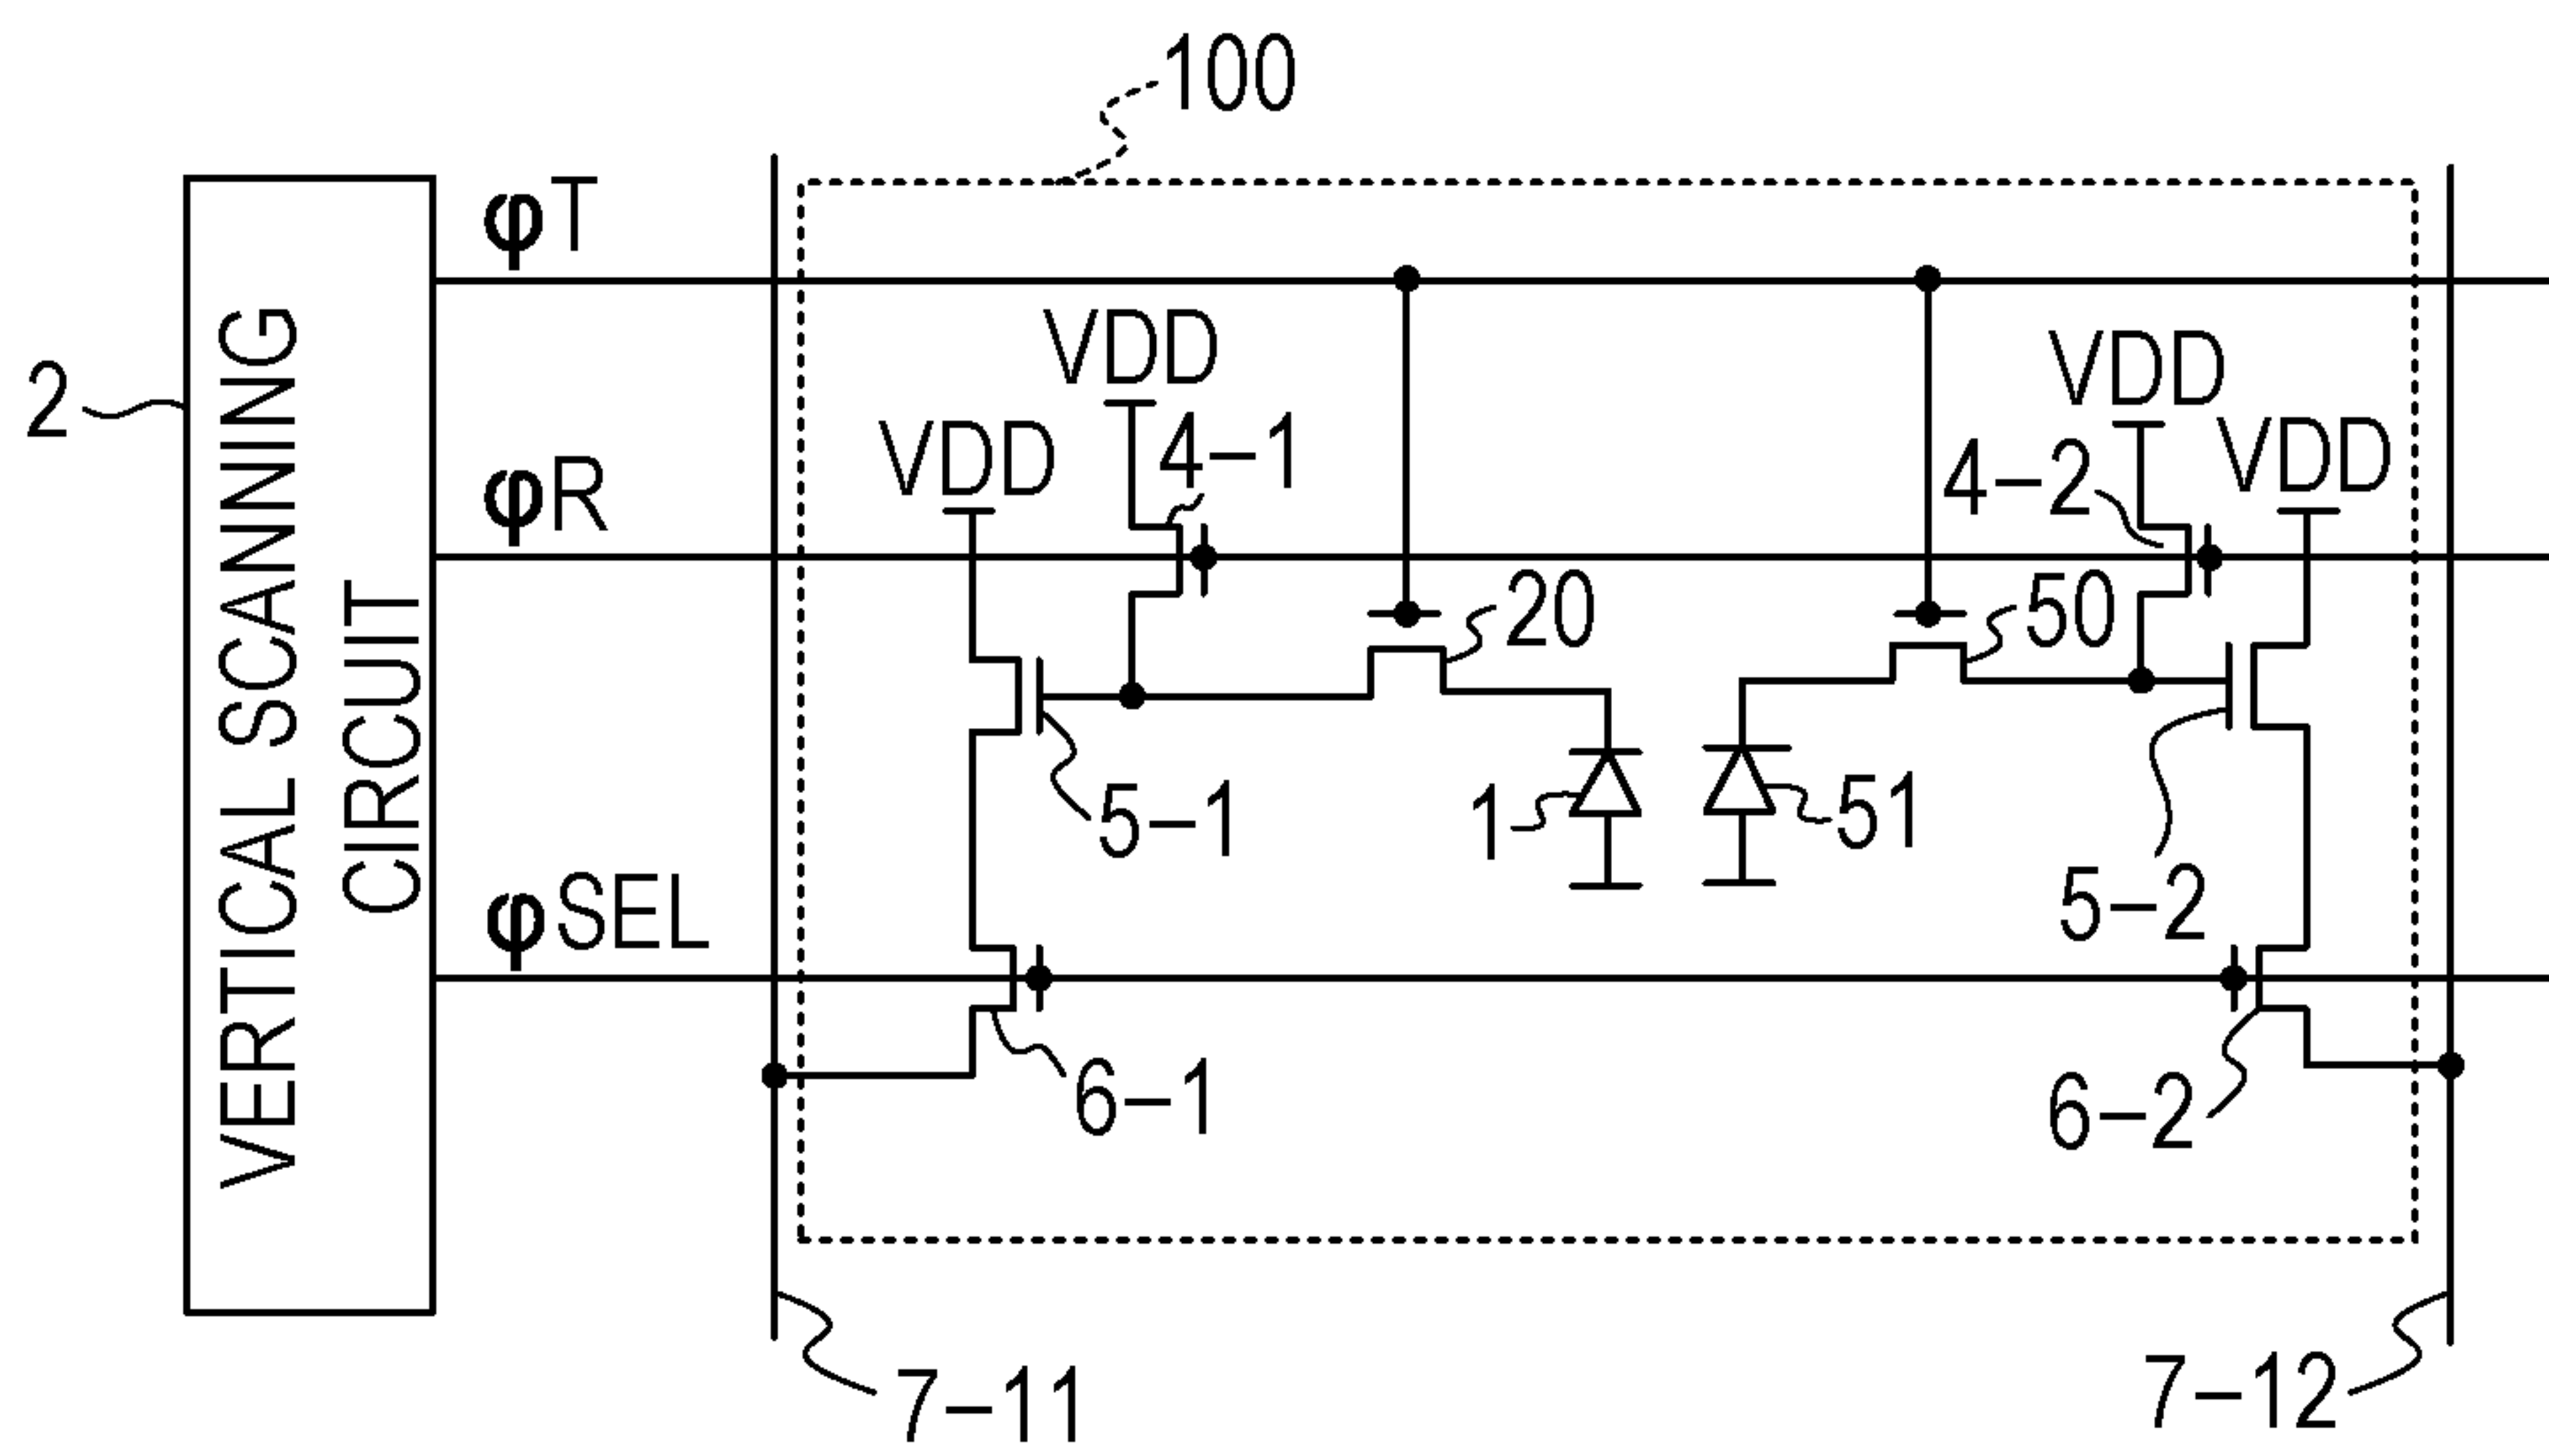 100
φT
2
VERTICAL SCANNING
CIRCUIT
VDD
VDD
VDD
VDD
4–1
4–2
φR
20
50
5–1
1
51
5–2
φSEL
6–1
6–2
7–11
7–12